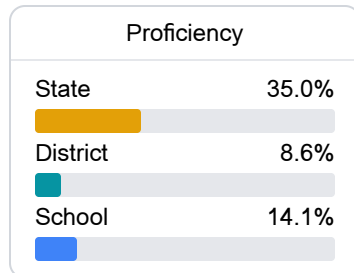 Proficiency
State 35.0%
District 8.6%
School 14.1%